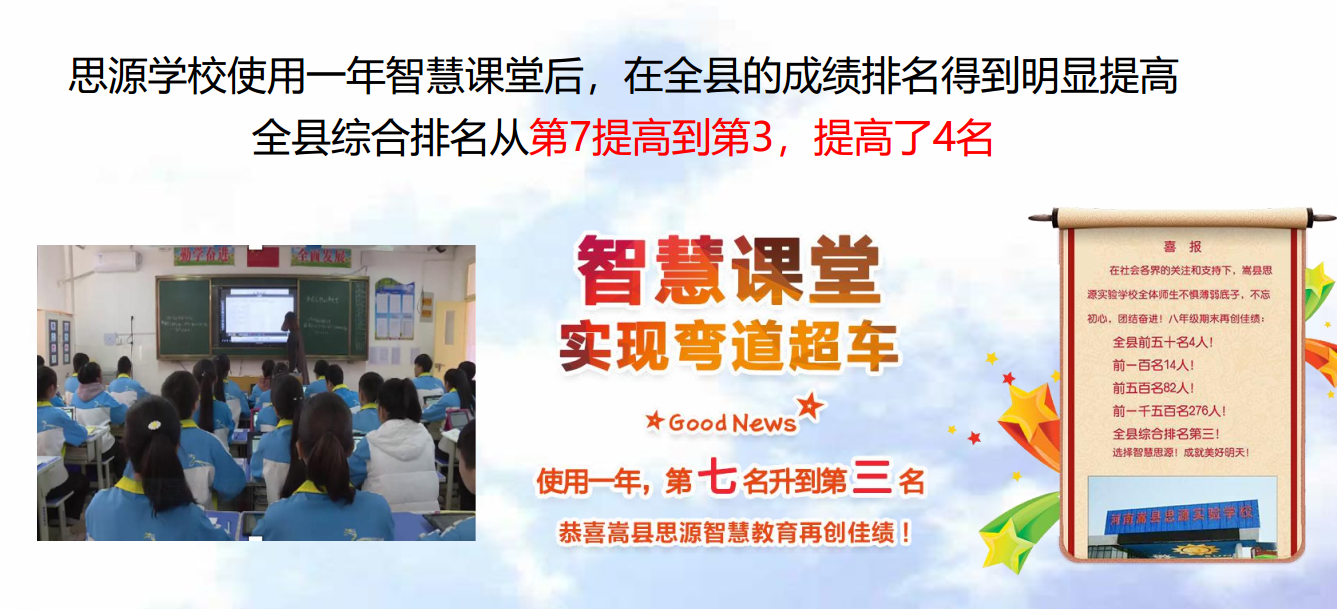 思源学校使用一年智慧课堂后，在全县的成绩排名得到明显提高
全县综合排名从第7提高到第3，提高了4名
勤学奋进
全面发展
智慧课堂
实现弯道超车
Good News
使用一年，第七名升到第三名
恭喜嵩县思源智慧教育再创佳绩！
喜 报
在社会各界的关注和支持下，嵩县思
源实验学校全体师生不惧薄弱底子，不忘
初心，团结奋进！八年级期末再创佳绩：
全县前五十名4人！
前一百名14人！
前五百名82人！
前一千五百名276人！
全县综合排名第三！
选择智慧思源！成就美好明天！
河南嵩县思源实验学校